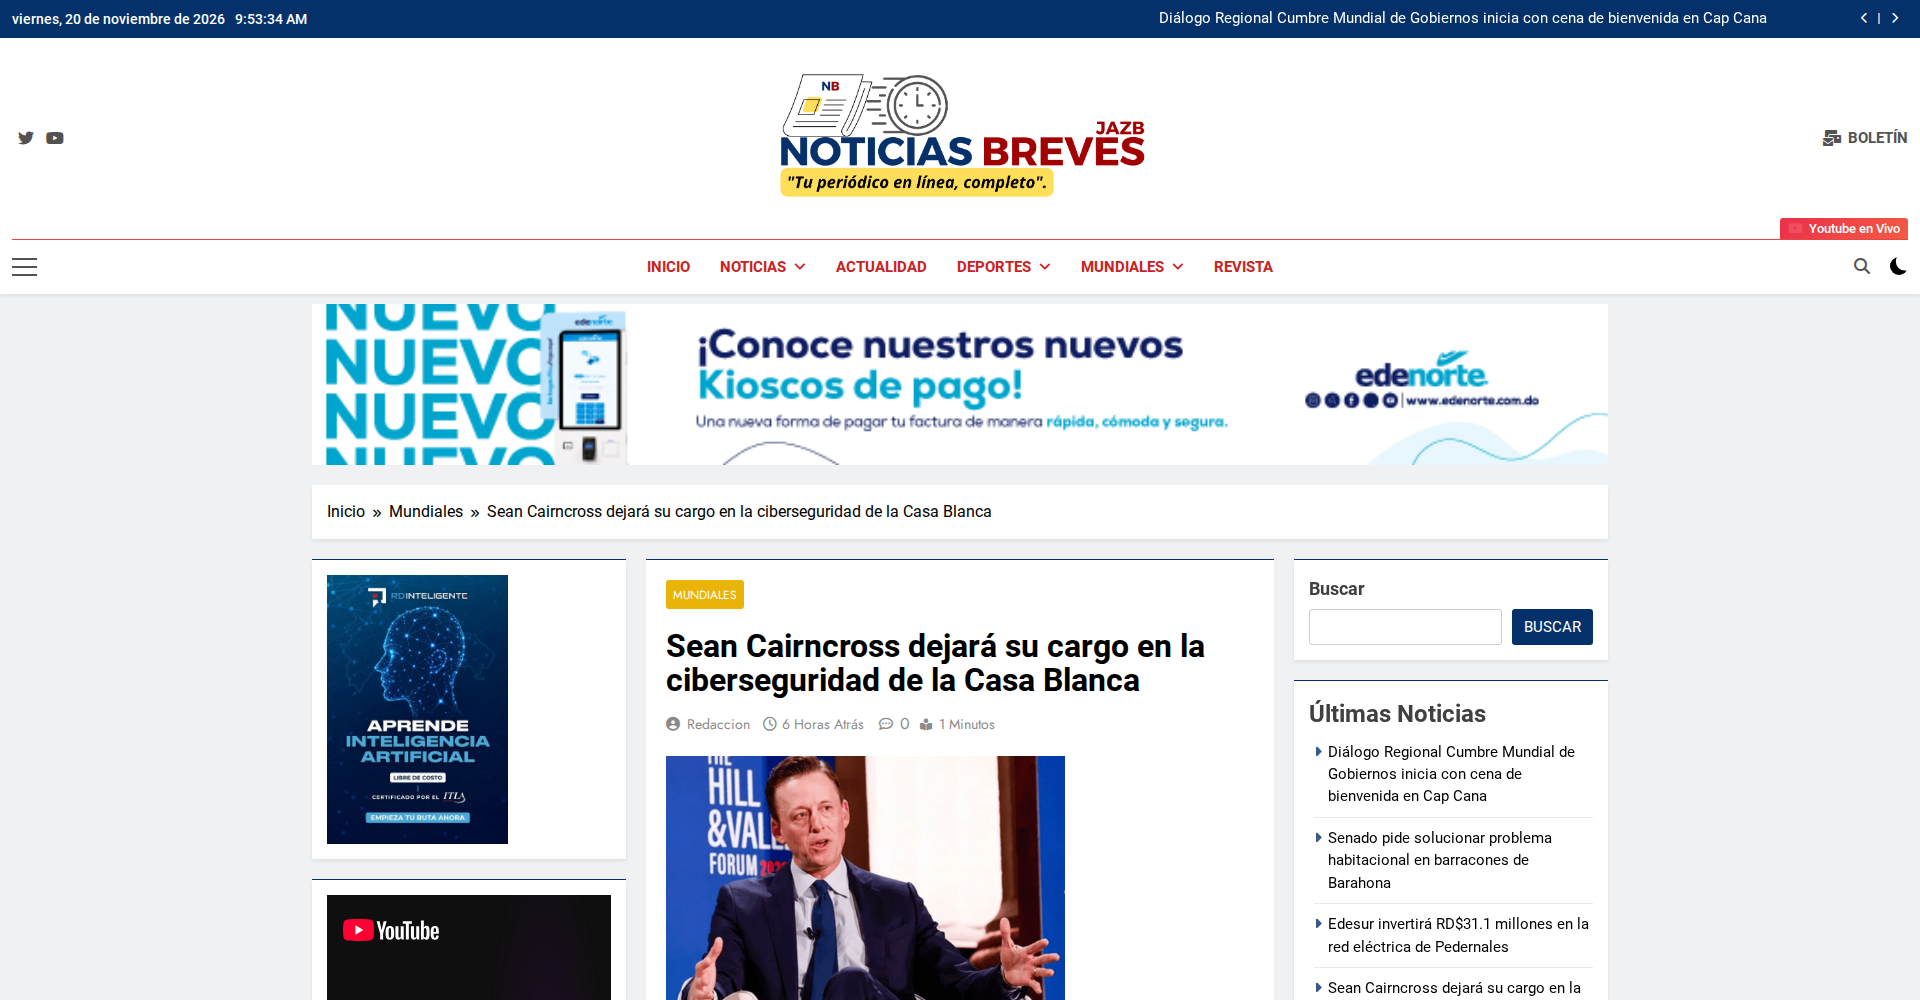 viernes, 20 de noviembre de 2026 9:53:34 AM
Diálogo Regional Cumbre Mundial de Gobiernos inicia con cena de bienvenida en Cap Cana
NB
JAZB
NOTICIAS BREVES
"Tu periódico en línea, completo".
BOLETÍN
Youtube en Vivo
INICIO NOTICIAS ACTUALIDAD DEPORTES MUNDIALES REVISTA
NUEVO
NUEVO
NUEVO
NUEVO
edenorte
¡Conoce nuestros nuevos
Kioscos de pago!
Una nueva forma de pagar tu factura de manera rápida, cómoda y segura.
edenorte
www.edenorte.com.do
Inicio » Mundiales » Sean Cairncross dejará su cargo en la ciberseguridad de la Casa Blanca
RD INTELIGENTE
APRENDE
INTELIGENCIA
ARTIFICIAL
LIBRE DE COSTO
CERTIFICADO POR EL ITLA
EMPIEZA TU RUTA AHORA
YouTube
MUNDIALES
Sean Cairncross dejará su cargo en la
ciberseguridad de la Casa Blanca
Redaccion 6 Horas Atrás 0 1 Minutos
THE
HILL
&VALLEY
FORUM
Buscar
BUSCAR
Últimas Noticias
Diálogo Regional Cumbre Mundial de
Gobiernos inicia con cena de
bienvenida en Cap Cana
Senado pide solucionar problema
habitacional en barracones de
Barahona
Edesur invertirá RD$31.1 millones en la
red eléctrica de Pedernales
Sean Cairncross dejará su cargo en la